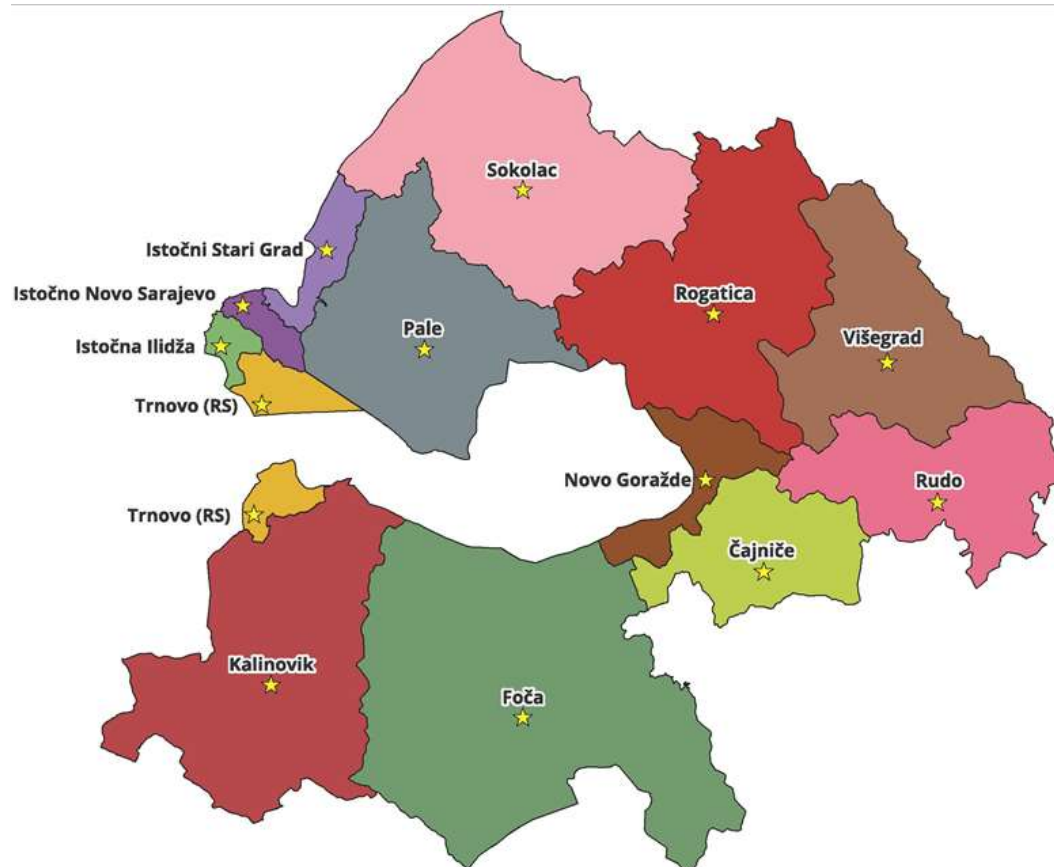 Sokolac
Istočni Stari Grad
Istočno Novo Sarajevo
Rogatica
Pale
Višegrad
Istočna Ilidža
Trnovo (RS)
Novo Goražde
Rudo
Trnovo (RS)
Čajniče
Kalinovik
Foča